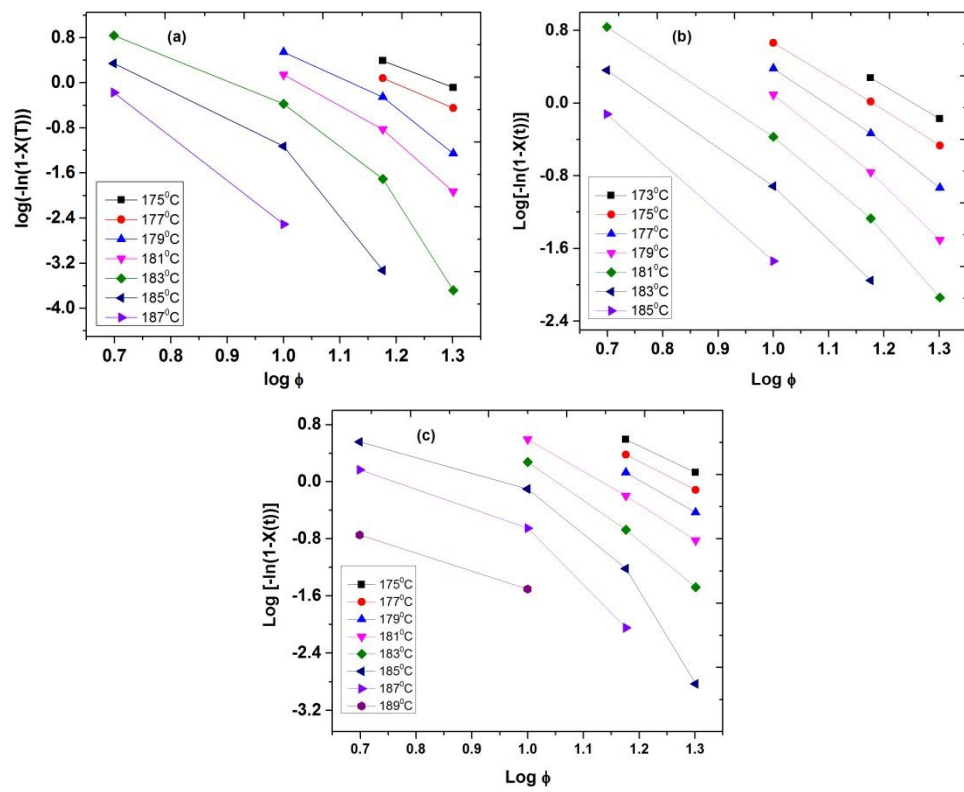 (a)
0.8
0.0
-0.8
-1.6
-2.4
-3.2
-4.0
log(-ln(1-X(T)))
175⁰C
177⁰C
179⁰C
181⁰C
183⁰C
185⁰C
187⁰C
0.7 0.8 0.9 1.0 1.1 1.2 1.3
log ϕ
(b)
0.8
0.0
-0.8
-1.6
-2.4
Log[-ln(1-X(t))]
173⁰C
175⁰C
177⁰C
179⁰C
181⁰C
183⁰C
185⁰C
0.7 0.8 0.9 1.0 1.1 1.2 1.3
Log ϕ
(c)
0.8
0.0
-0.8
-1.6
-2.4
-3.2
Log [-ln(1-X(t))]
175⁰C
177⁰C
179⁰C
181⁰C
183⁰C
185⁰C
187⁰C
189⁰C
0.7 0.8 0.9 1.0 1.1 1.2 1.3
Log ϕ